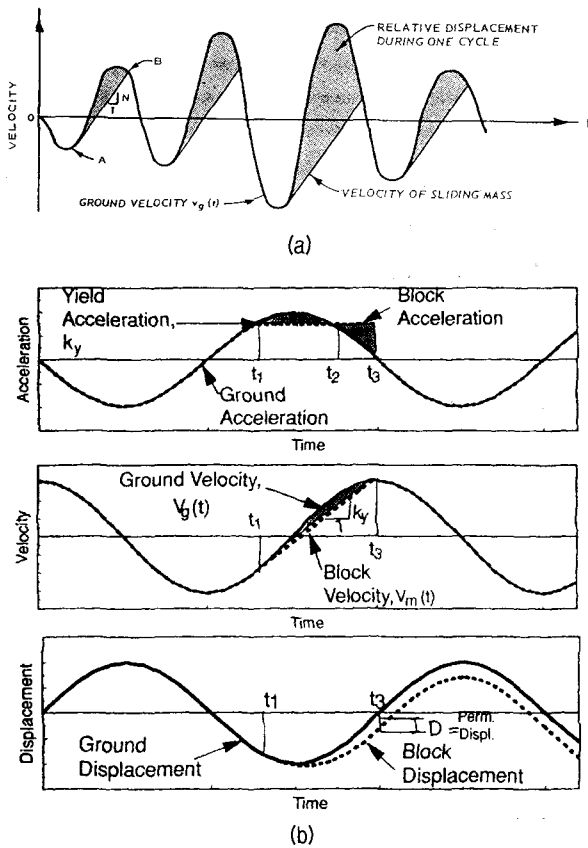 RELATIVE DISPLACEMENT
DURING ONE CYCLE
B
N
1
VELOCITY
0
A
GROUND VELOCITY vg(t)
VELOCITY OF SLIDING MASS
(a)
Yield
Acceleration,
ky
Block
Acceleration
Acceleration
t1
t2
t3
Ground
Acceleration
Time
Ground Velocity,
Vg(t)
t1
ky
1
t3
Velocity
Block
Velocity, Vm(t)
Time
t1
t3
Displacement
D = Perm.
Displ.
Ground
Displacement
Block
Displacement
Time
(b)